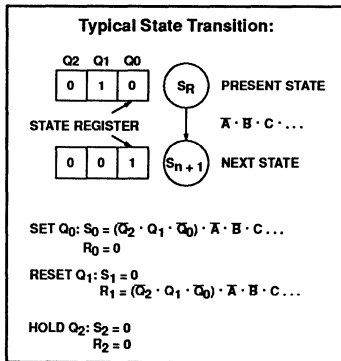 Typical State Transition:
Q2 Q1 Q0
0 1 0
SR
PRESENT STATE
STATE REGISTER
A̅ · B̅ · C · . . .
0 0 1
Sn + 1
NEXT STATE
SET Q0: S0 = (Q̅2 · Q1 · Q̅0) · A̅ · B̅ · C . . .
R0 = 0
RESET Q1: S1 = 0
R1 = (Q̅2 · Q1 · Q̅0) · A̅ · B̅ · C . . .
HOLD Q2: S2 = 0
R2 = 0